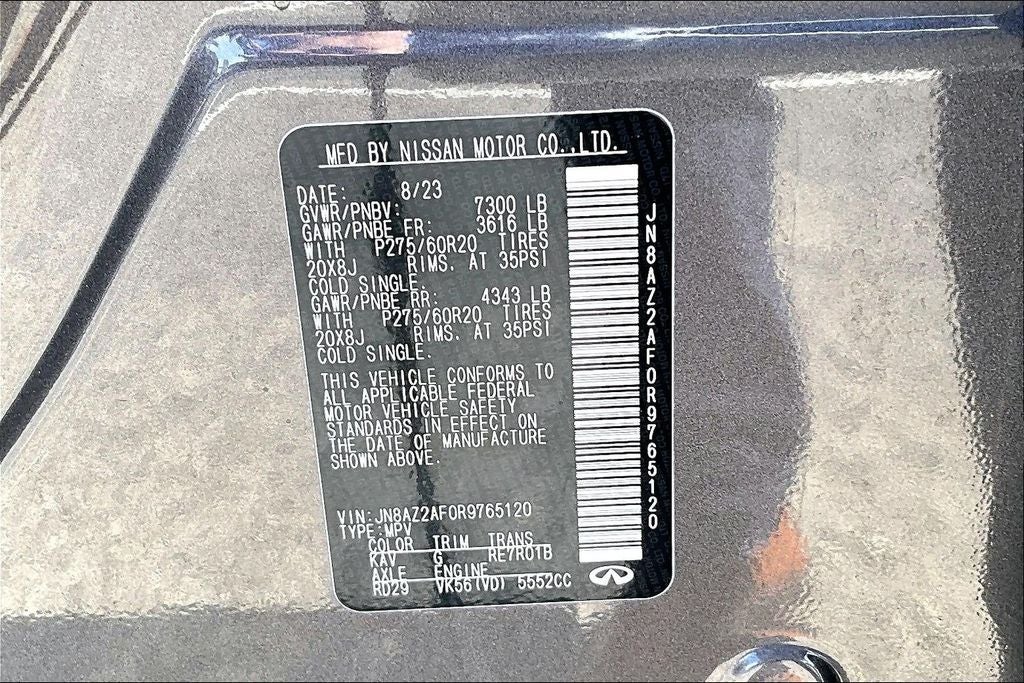 MFD BY NISSAN MOTOR CO.,LTD.
DATE: 8/23
GVWR/PNBV: 7300 LB
GAWR/PNBE FR: 3616 LB
WITH P275/60R20 TIRES
20X8J RIMS. AT 35PSI
COLD SINGLE.
GAWR/PNBE RR: 4343 LB
WITH P275/60R20 TIRES
20X8J RIMS. AT 35PSI
COLD SINGLE.
THIS VEHICLE CONFORMS TO
ALL APPLICABLE FEDERAL
MOTOR VEHICLE SAFETY
STANDARDS IN EFFECT ON
THE DATE OF MANUFACTURE
SHOWN ABOVE.
VIN:JN8AZ2AF0R9765120
TYPE:MPV
COLOR TRIM TRANS
KAV G RE7R01B
AXLE ENGINE
RD29 VK56(VD) 5552CC
JN8AZ2AF0R9765120